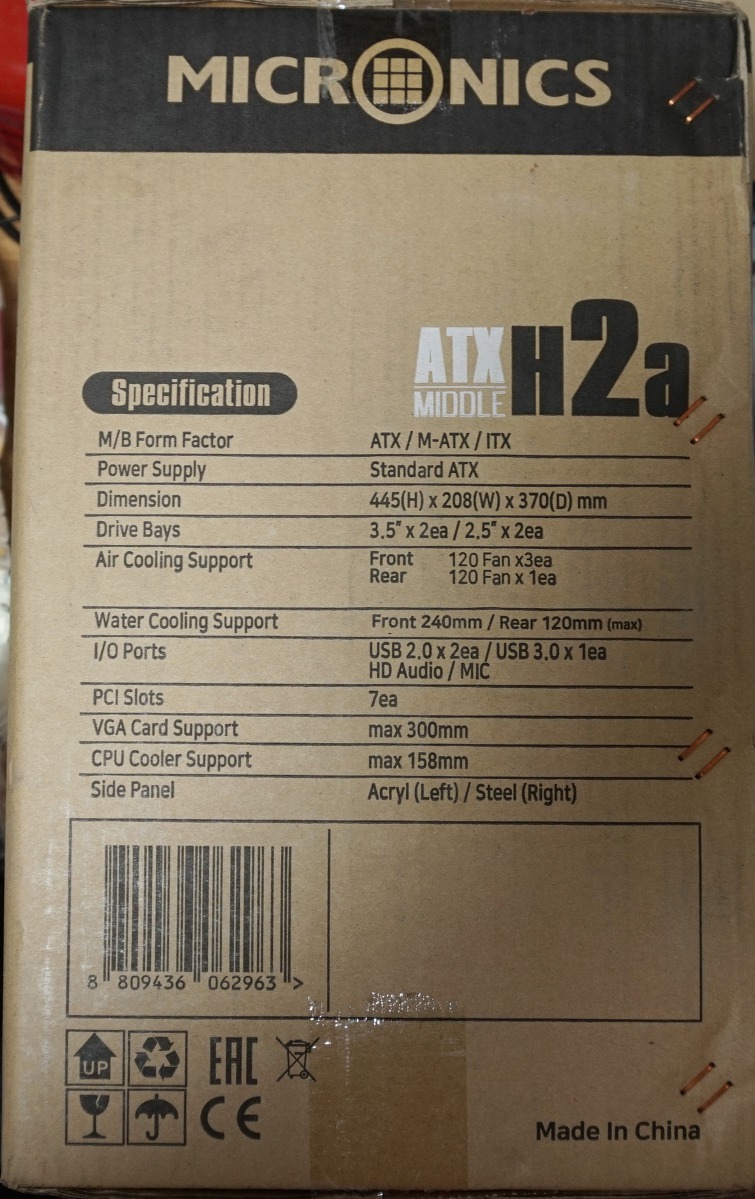 MICRONICS
ATX MIDDLE H2a
Specification
M/B Form Factor ATX / M-ATX / ITX
Power Supply Standard ATX
Dimension 445(H) x 208(W) x 370(D) mm
Drive Bays 3.5" x 2ea / 2.5" x 2ea
Air Cooling Support Front 120 Fan x3ea
Rear 120 Fan x 1ea
Water Cooling Support Front 240mm / Rear 120mm (max)
I/O Ports USB 2.0 x 2ea / USB 3.0 x 1ea
HD Audio / MIC
PCI Slots 7ea
VGA Card Support max 300mm
CPU Cooler Support max 158mm
Side Panel Acryl (Left) / Steel (Right)
8 809436 062963 >
UP EAC
CE
Made In China